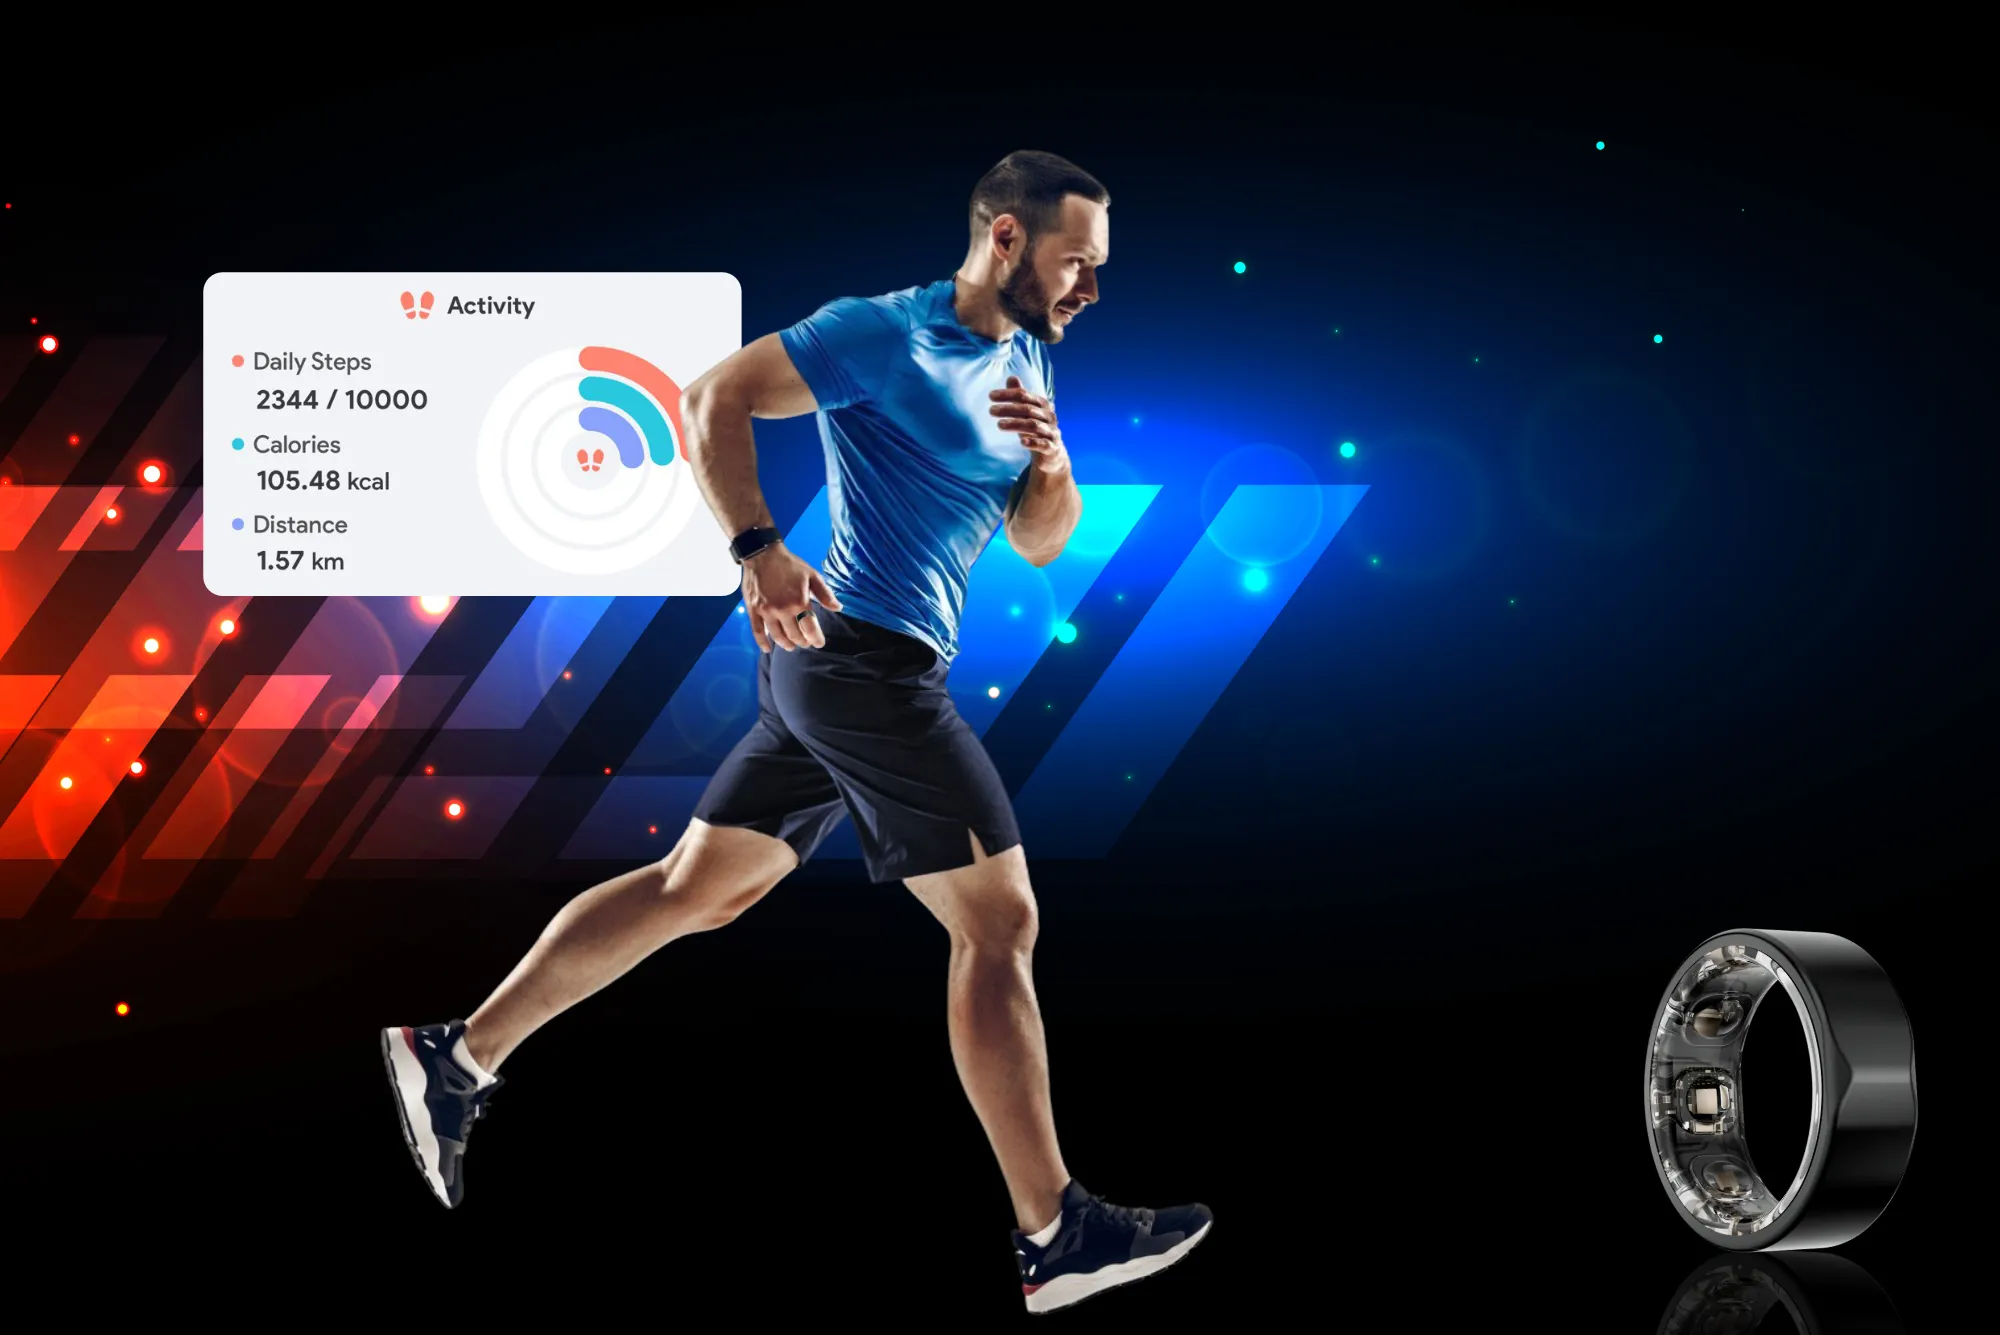 Activity
Daily Steps
2344 / 10000
Calories
105.48 kcal
Distance
1.57 km